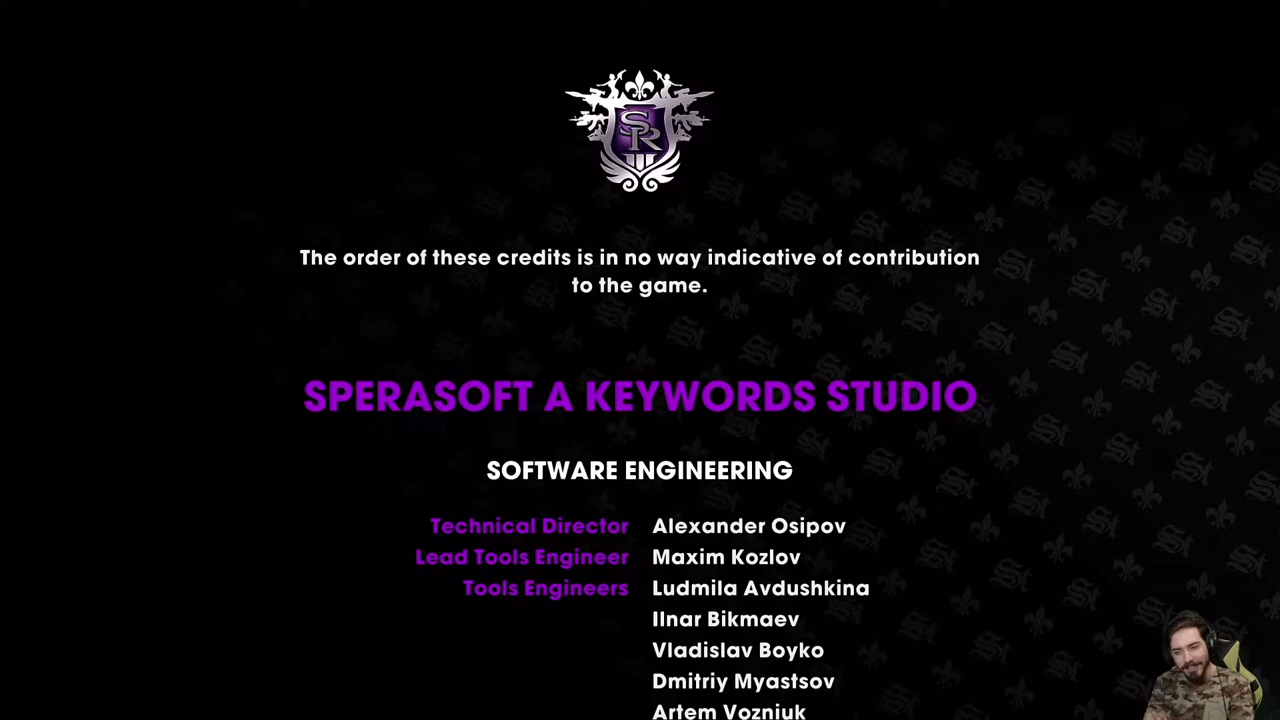 SR
The order of these credits is in no way indicative of contribution
to the game.
SPERASOFT A KEYWORDS STUDIO
SOFTWARE ENGINEERING
Technical Director Alexander Osipov
Lead Tools Engineer Maxim Kozlov
Tools Engineers Ludmila Avdushkina
Ilnar Bikmaev
Vladislav Boyko
Dmitriy Myastsov
Artem Vozniuk